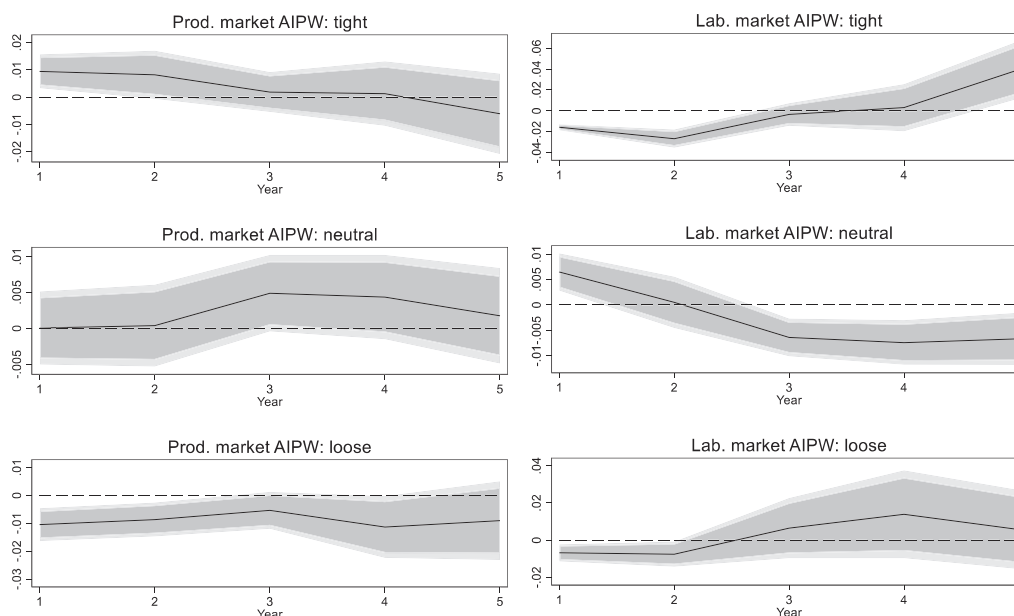 Prod. market AIPW: tight
.02
.01
0
-.01
-.02
1 2 3 4 5
Year
Lab. market AIPW: tight
.06
.04
.02
0
-.02
-.04
1 2 3 4
Year
Prod. market AIPW: neutral
.01
.005
0
-.005
1 2 3 4 5
Year
Lab. market AIPW: neutral
.01
.005
0
-.005
-.01
1 2 3 4
Year
Prod. market AIPW: loose
.01
0
-.01
-.02
-.03
1 2 3 4 5
Year
Lab. market AIPW: loose
.04
.02
0
-.02
1 2 3 4
Year